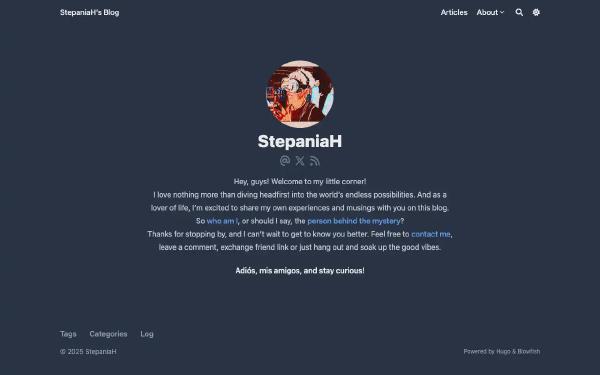 StepaniaH's Blog
Articles About
StepaniaH
Hey, guys! Welcome to my little corner!
I love nothing more than diving headfirst into the world's endless possibilities. And as a
lover of life, I'm excited to share my own experiences and musings with you on this blog.
So who am I, or should I say, the person behind the mystery?
Thanks for stopping by, and I can't wait to get to know you better. Feel free to contact me,
leave a comment, exchange friend link or just hang out and soak up the good vibes.
Adiós, mis amigos, and stay curious!
Tags Categories Log
© 2025 StepaniaH
Powered by Hugo & Blowfish